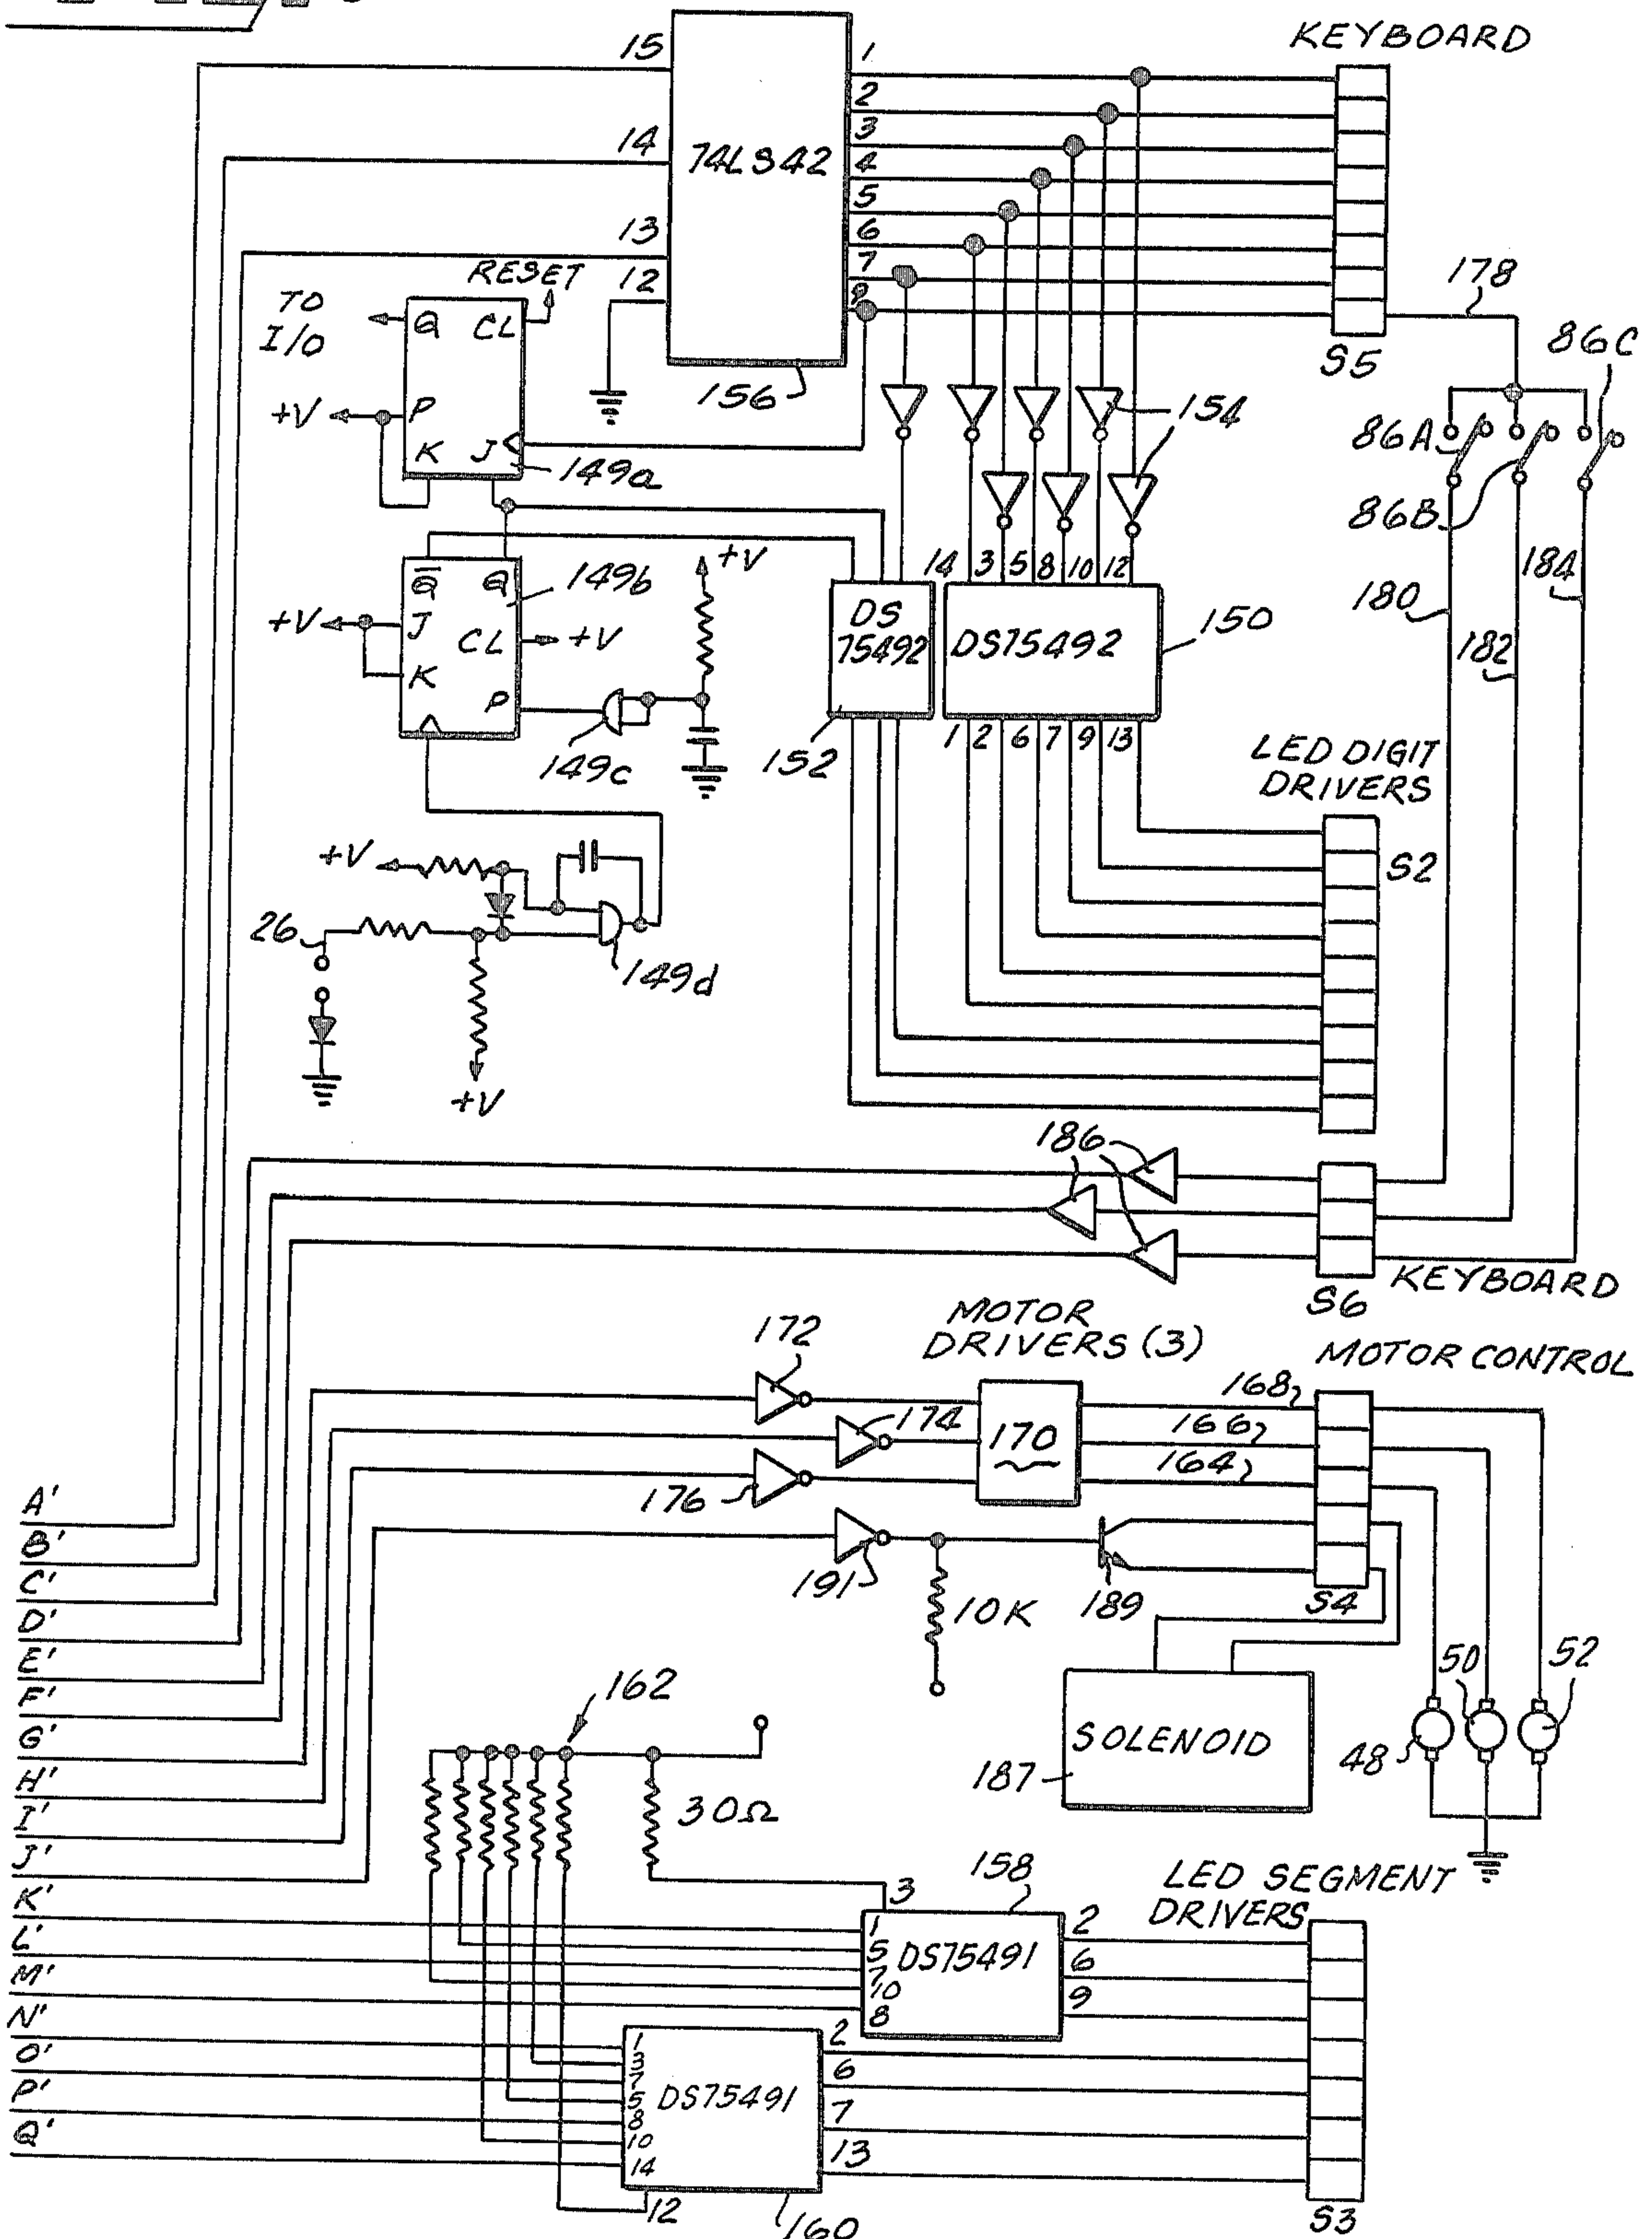 KEYBOARD
15
14
13
12
74LS42
1
2
3
4
5
6
7
8
156
S5
178
RESET
TO
I/O
Q CL
+V
P
K J
149a
154
86A
86B
86C
180
182
184
Q̅ Q
149b
+V
J
CL
+V
K
P
+V
149c
14 3 5 8 10 12
DS
75492
DS75492
150
152
1 2 6 7 9 13
LED DIGIT
DRIVERS
S2
+V
26
149d
+V
186
S6
KEYBOARD
172
MOTOR
DRIVERS (3)
MOTOR CONTROL
174
170
168
166
164
176
191
10K
189
S4
A'
B'
C'
D'
E'
F'
G'
H'
I'
J'
K'
L'
M'
N'
O'
P'
Q'
162
SOLENOID
187
48
50
52
30Ω
158
LED SEGMENT
DRIVERS
3
1
5
7
10
8
DS75491
2
6
9
1
3
7
5
8
10
14
12
DS75491
2
6
7
13
160
S3